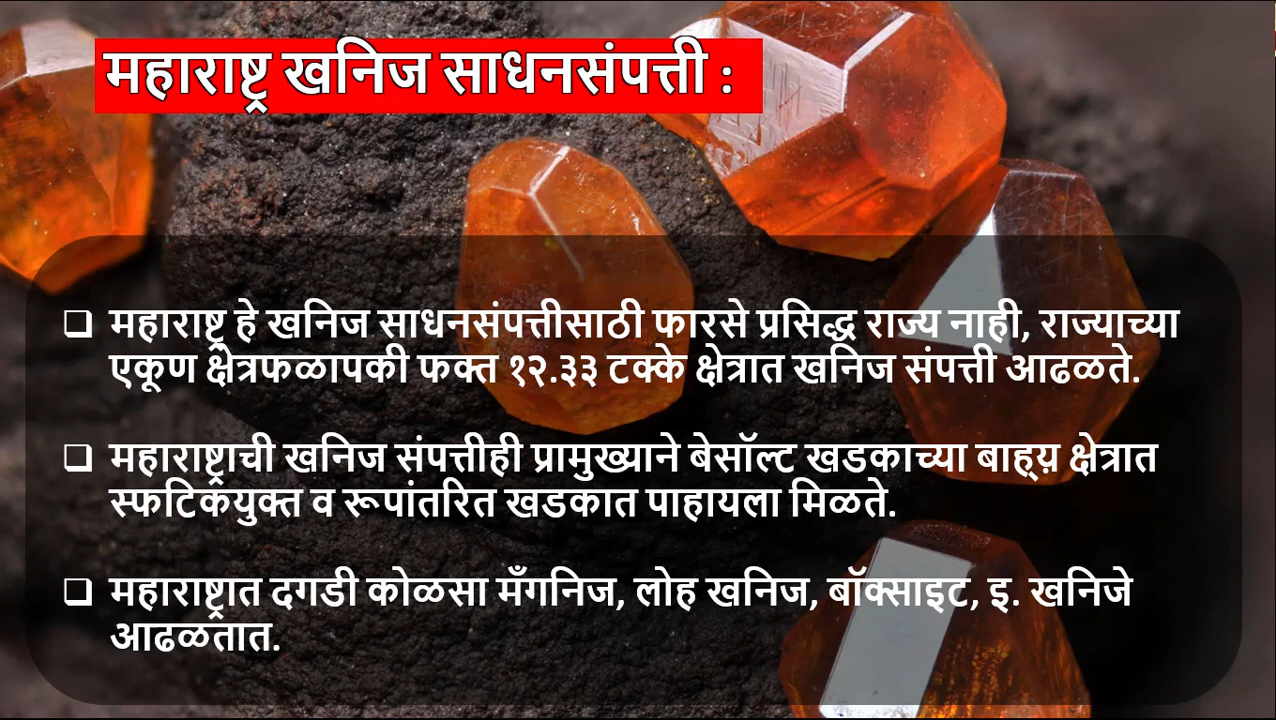 महाराष्ट्र खनिज साधनसंपत्ती :
❑ महाराष्ट्र हे खनिज साधनसंपत्तीसाठी फारसे प्रसिद्ध राज्य नाही, राज्याच्या
एकूण क्षेत्रफळापकी फक्त १२.३३ टक्के क्षेत्रात खनिज संपत्ती आढळते.
❑ महाराष्ट्राची खनिज संपत्तीही प्रामुख्याने बेसॉल्ट खडकाच्या बाह्य़ क्षेत्रात
स्फटिकयुक्त व रूपांतरित खडकात पाहायला मिळते.
❑ महाराष्ट्रात दगडी कोळसा मँगनिज, लोह खनिज, बॉक्साइट, इ. खनिजे
आढळतात.